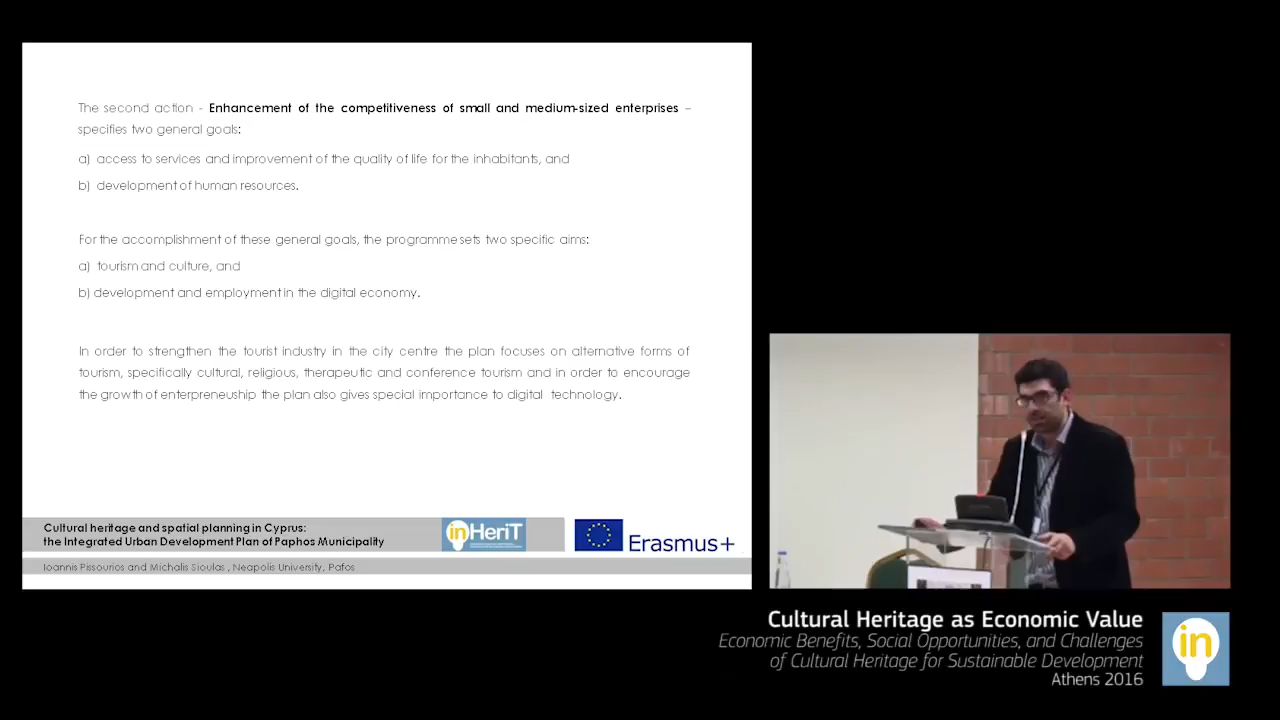 The second action - Enhancement of the competitiveness of small and medium-sized enterprises –
specifies two general goals:
a) access to services and improvement of the quality of life for the inhabitants, and
b) development of human resources.
For the accomplishment of these general goals, the programme sets two specific aims:
a) tourism and culture, and
b) development and employment in the digital economy.
In order to strengthen the tourist industry in the city centre the plan focuses on alternative forms of
tourism, specifically cultural, religious, therapeutic and conference tourism and in order to encourage
the growth of enterpreneuship the plan also gives special importance to digital technology.
Cultural heritage and spatial planning in Cyprus:
the Integrated Urban Development Plan of Paphos Municipality
inHeriT
Erasmus+
Ioannis Pissourios and Michalis Sioulas , Neapolis University, Pafos
Cultural Heritage as Economic Value
Economic Benefits, Social Opportunities, and Challenges
of Cultural Heritage for Sustainable Development
Athens 2016
in